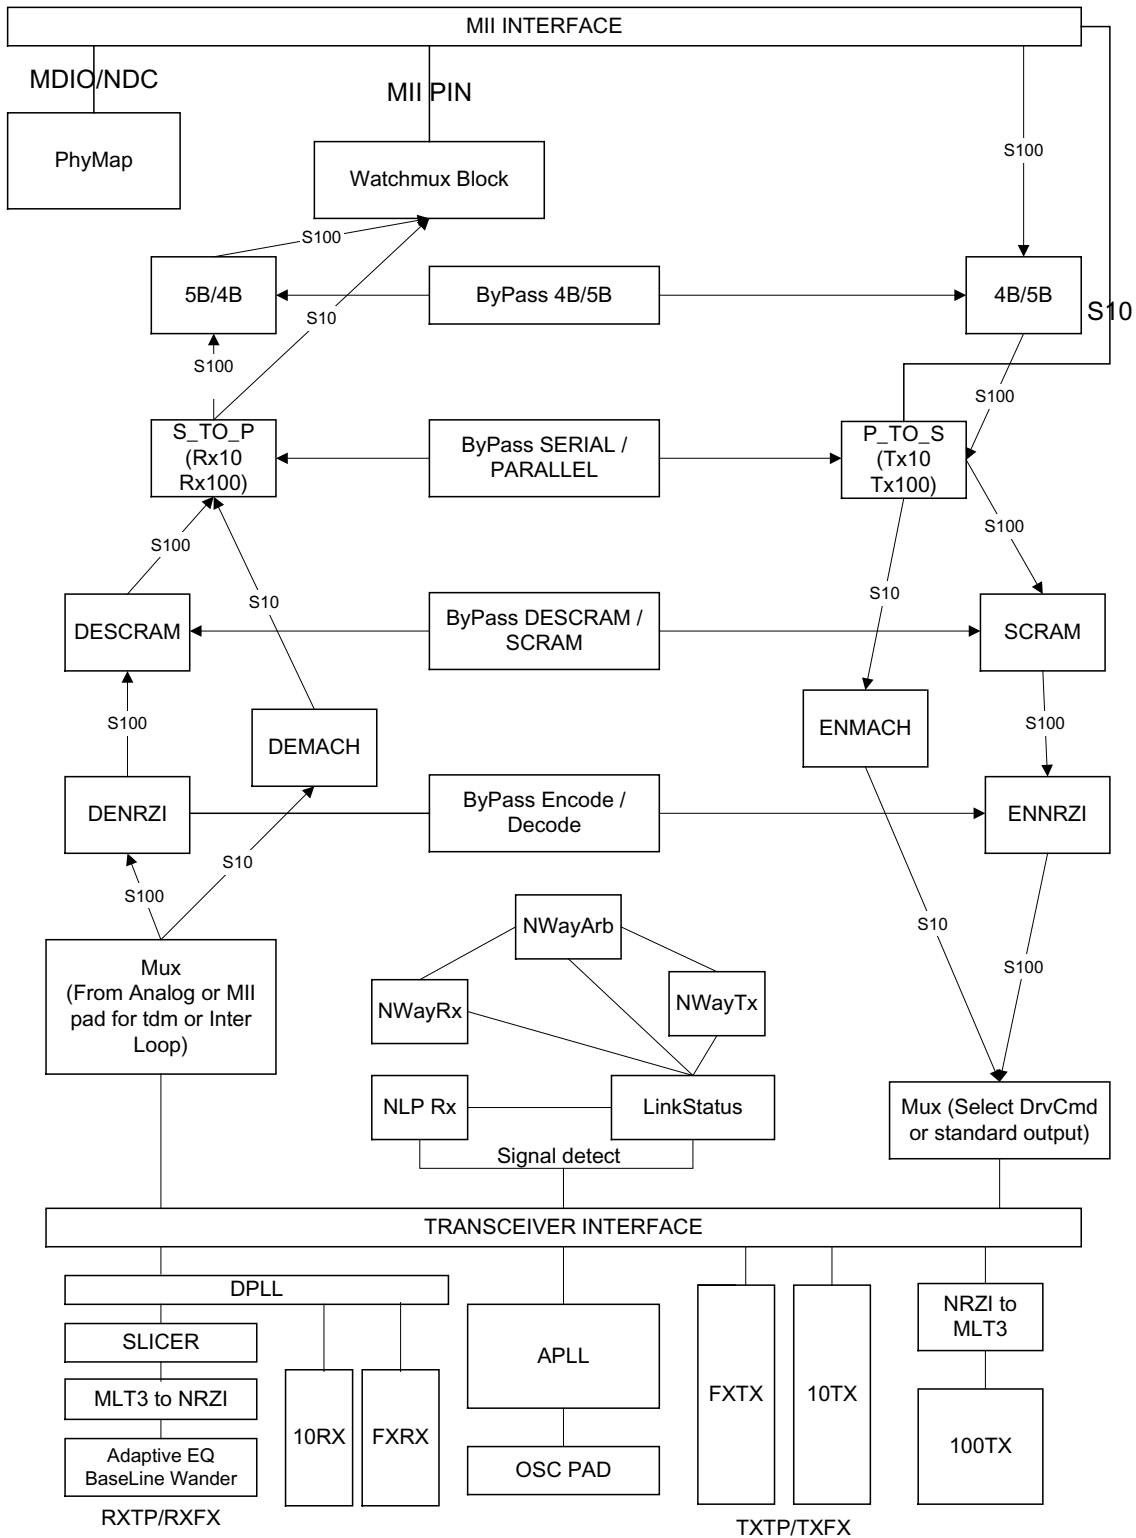 MII INTERFACE
MDIO/NDC
MII PIN
PhyMap
Watchmux Block
S100
S100
5B/4B
ByPass 4B/5B
4B/5B
S10
S10
S100
S100
S_TO_P
(Rx10
Rx100)
ByPass SERIAL /
PARALLEL
P_TO_S
(Tx10
Tx100)
S100
S100
S10
S10
DESCRAM
ByPass DESCRAM /
SCRAM
SCRAM
S100
DEMACH
ENMACH
S100
DENRZI
ByPass Encode /
Decode
ENNRZI
S10
S100
NWayArb
S10
S100
Mux
(From Analog or MII
pad for tdm or Inter
Loop)
NWayRx
NWayTx
NLP Rx
LinkStatus
Mux (Select DrvCmd
or standard output)
Signal detect
TRANSCEIVER INTERFACE
DPLL
SLICER
MLT3 to NRZI
Adaptive EQ
BaseLine Wander
10RX
FXRX
APLL
OSC PAD
FXTX
10TX
NRZI to
MLT3
100TX
RXTP/RXFX
TXTP/TXFX